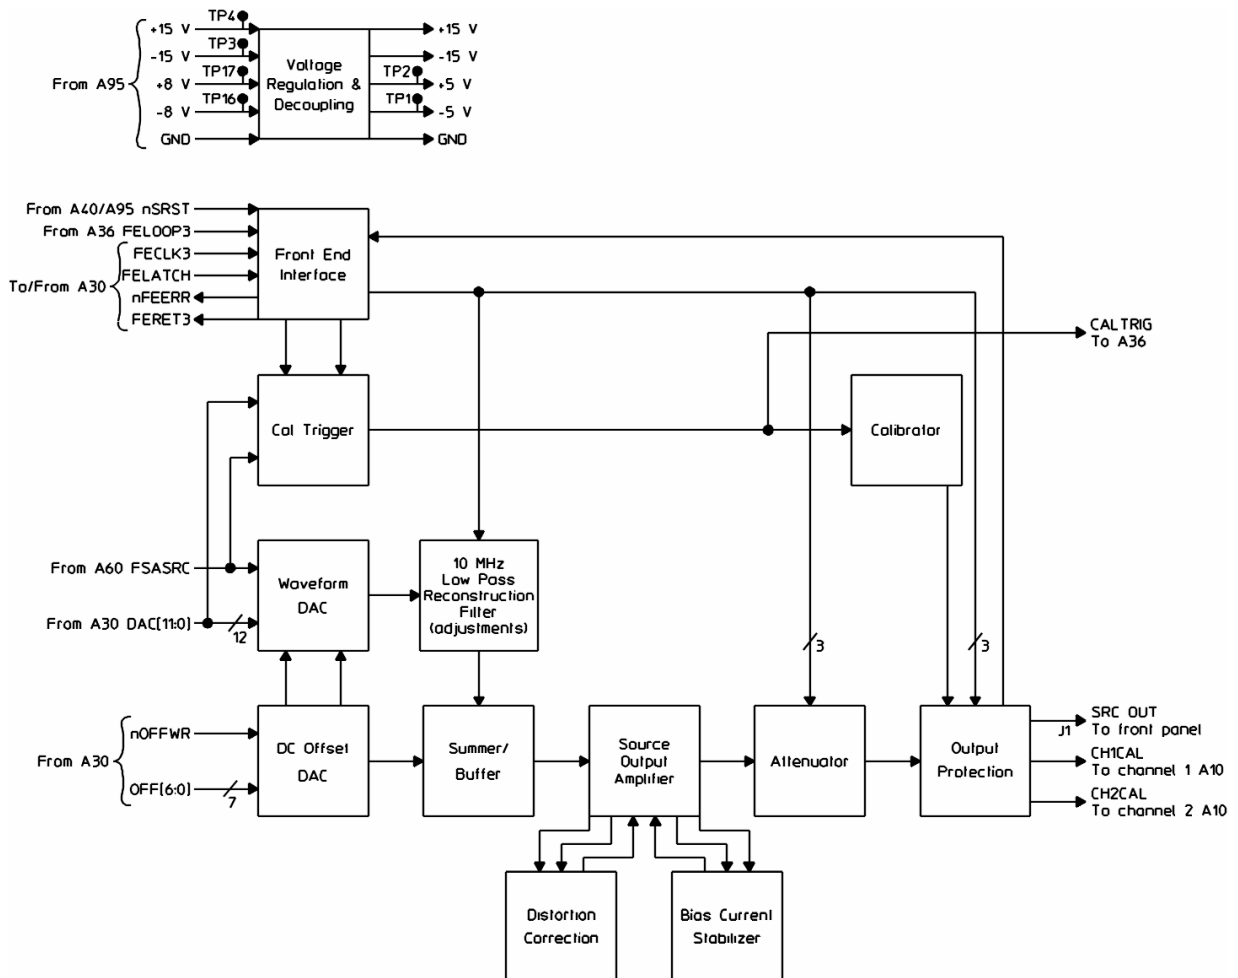 TP4
+15 V
+15 V
TP3
-15 V
Voltage
-15 V
From A95
TP17
TP2
+8 V
Regulation &
+5 V
TP16
Decoupling
TP1
-8 V
-5 V
GND
GND
From A40/A95 nSRST
From A36 FELOOP3
FECLK3
Front End
Interface
FELATCH
To/From A30
nFEERR
FERET3
CALTRIG
To A36
Cal Trigger
Calibrator
From A60 FSASRC
Waveform
DAC
10 MHz
Low Pass
Reconstruction
Filter
(adjustments)
From A30 DAC[11:0]
12
3
3
nOFFWR
From A30
OFF[6:0]
7
DC Offset
DAC
Summer/
Buffer
Source
Output
Amplifier
Attenuator
Output
Protection
J1
SRC OUT
To front panel
CH1CAL
To channel 1 A10
CH2CAL
To channel 2 A10
Distortion
Correction
Bias Current
Stabilizer